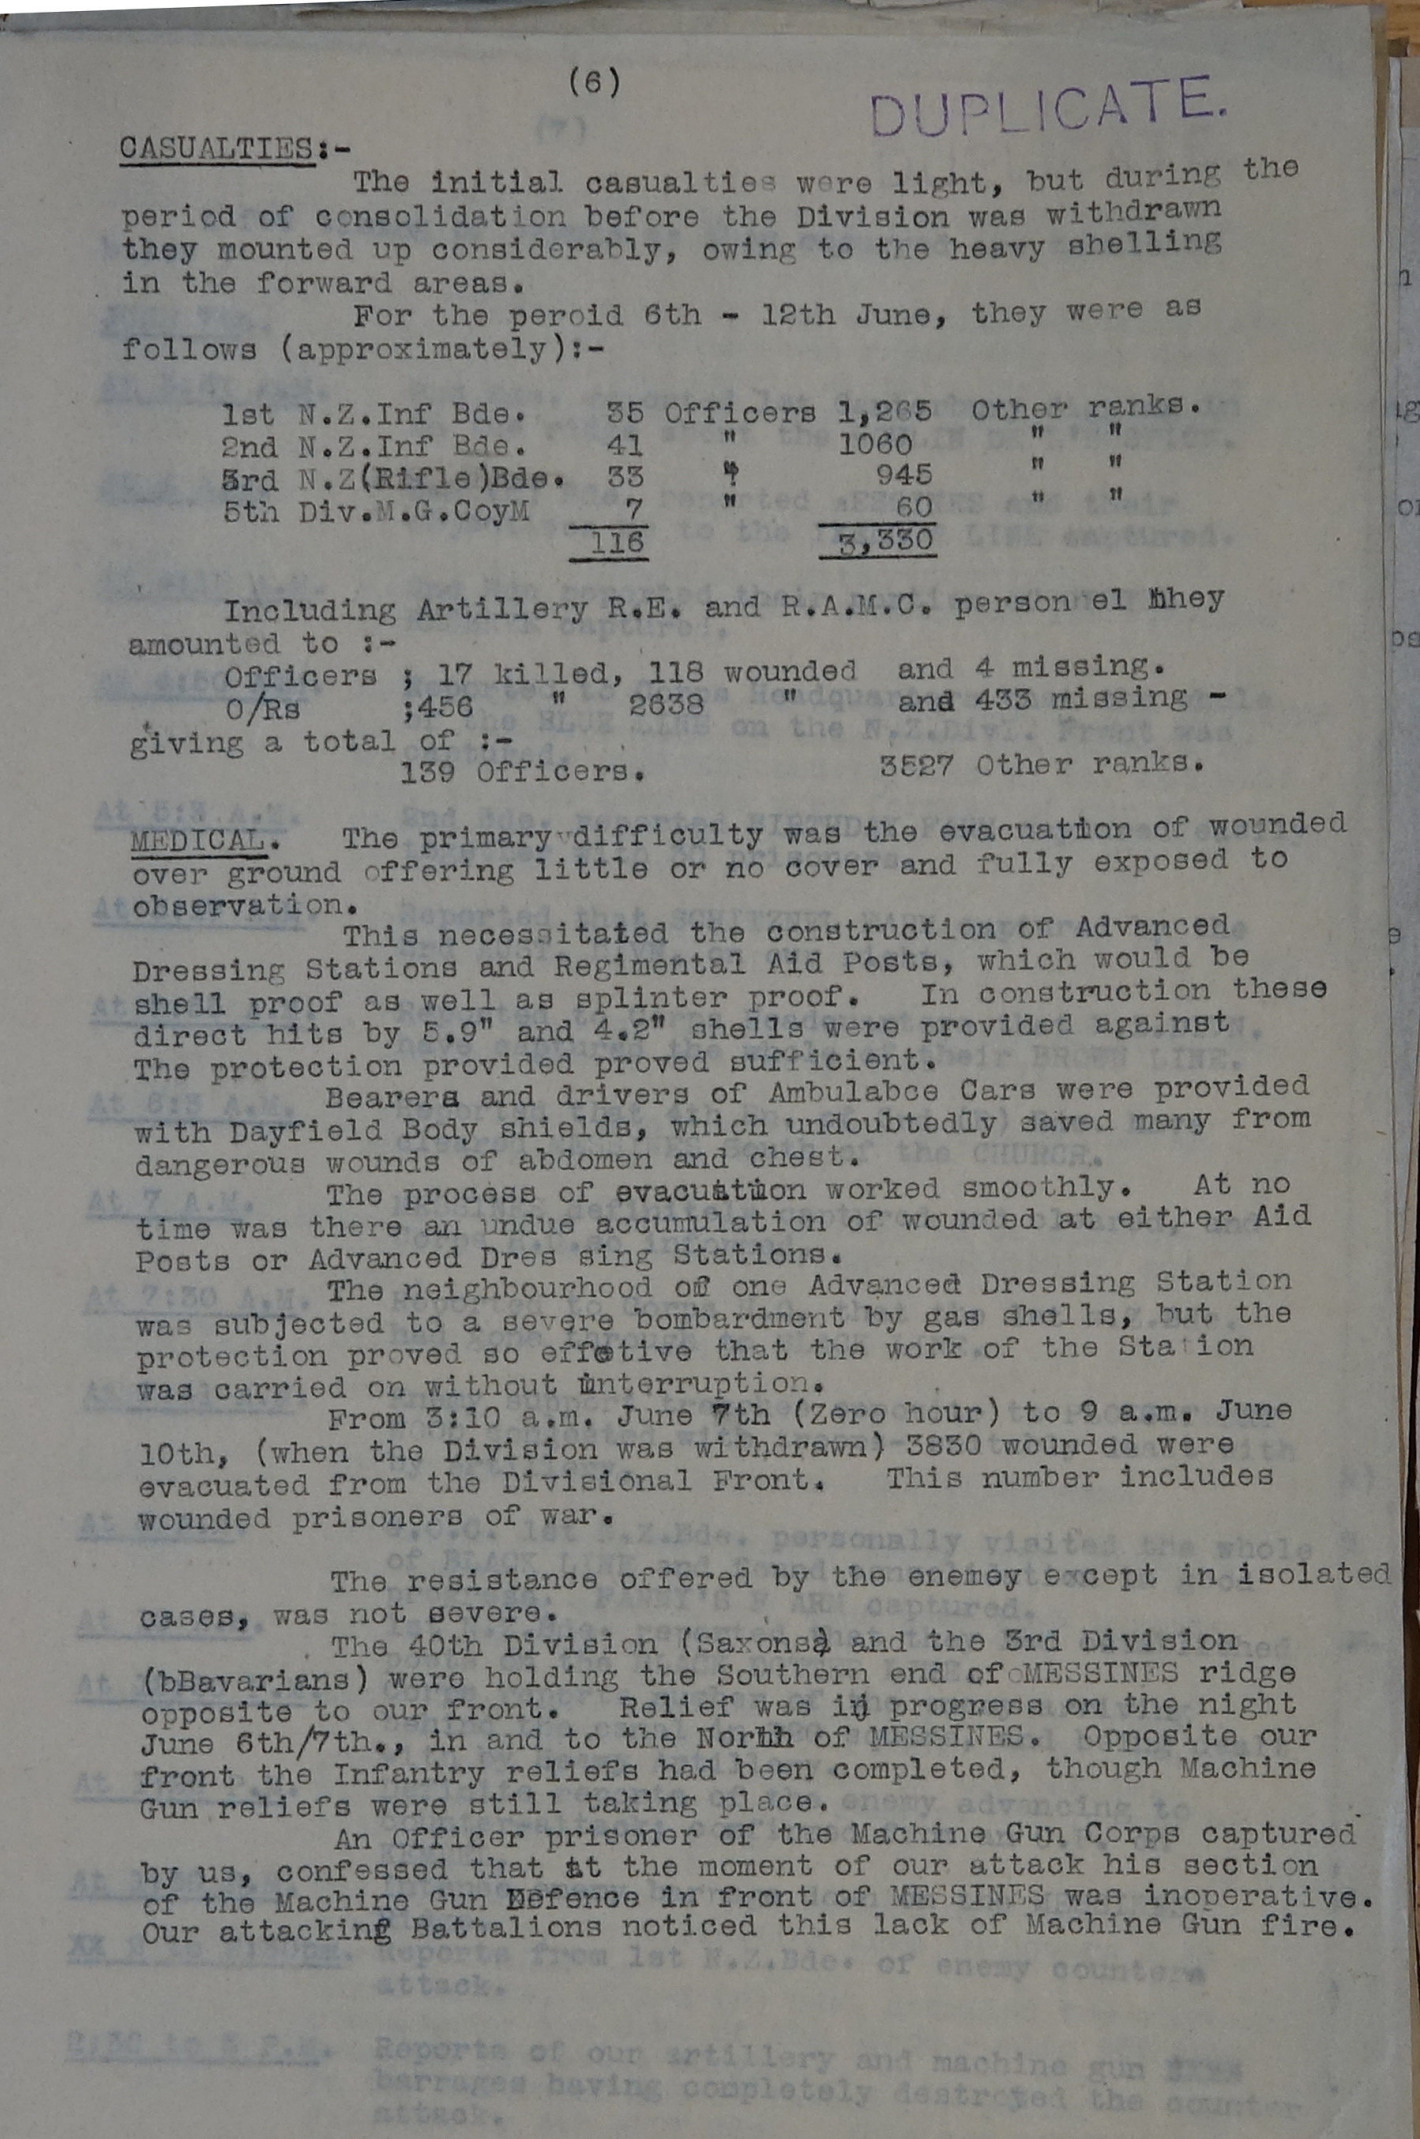 (6)
DUPLICATE.
CASUALTIES:-
The initial casualties were light, but during the
period of consolidation before the Division was withdrawn
they mounted up considerably, owing to the heavy shelling
in the forward areas.
For the peroid 6th - 12th June, they were as
follows (approximately):-
1st N.Z.Inf Bde. 35 Officers 1,265 Other ranks.
2nd N.Z.Inf Bde. 41 " 1060 " "
3rd N.Z(Rifle)Bde. 33 " 945 " "
5th Div.M.G.CoyM 7 " 60 " "
116 3,330
Including Artillery R.E. and R.A.M.C. person el they
amounted to :-
Officers ; 17 killed, 118 wounded and 4 missing.
O/Rs ;456 " 2638 " and 433 missing -
giving a total of :-
139 Officers. 3527 Other ranks.
MEDICAL. The primary difficulty was the evacuation of wounded
over ground offering little or no cover and fully exposed to
observation.
This necessitated the construction of Advanced
Dressing Stations and Regimental Aid Posts, which would be
shell proof as well as splinter proof. In construction these
direct hits by 5.9" and 4.2" shells were provided against
The protection provided proved sufficient.
Bearers and drivers of Ambulabce Cars were provided
with Dayfield Body shields, which undoubtedly saved many from
dangerous wounds of abdomen and chest.
The process of evacuation worked smoothly. At no
time was there an undue accumulation of wounded at either Aid
Posts or Advanced Dres sing Stations.
The neighbourhood of one Advanced Dressing Station
was subjected to a severe bombardment by gas shells, but the
protection proved so effetive that the work of the Sta ion
was carried on without interruption.
From 3:10 a.m. June 7th (Zero hour) to 9 a.m. June
10th, (when the Division was withdrawn) 3830 wounded were
evacuated from the Divisional Front. This number includes
wounded prisoners of war.
The resistance offered by the enemey except in isolated
cases, was not severe.
The 40th Division (Saxons) and the 3rd Division
(bBavarians) were holding the Southern end of MESSINES ridge
opposite to our front. Relief was in progress on the night
June 6th/7th., in and to the North of MESSINES. Opposite our
front the Infantry reliefs had been completed, though Machine
Gun reliefs were still taking place.
An Officer prisoner of the Machine Gun Corps captured
by us, confessed that at the moment of our attack his section
of the Machine Gun Defence in front of MESSINES was inoperative.
Our attacking Battalions noticed this lack of Machine Gun fire.